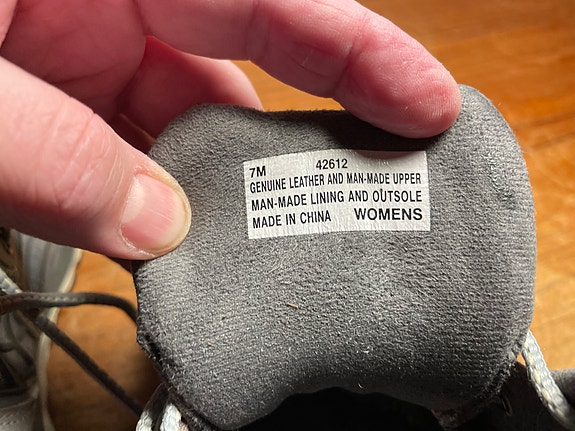 7M 42612
GENUINE LEATHER AND MAN-MADE UPPER
MAN-MADE LINING AND OUTSOLE
MADE IN CHINA WOMENS